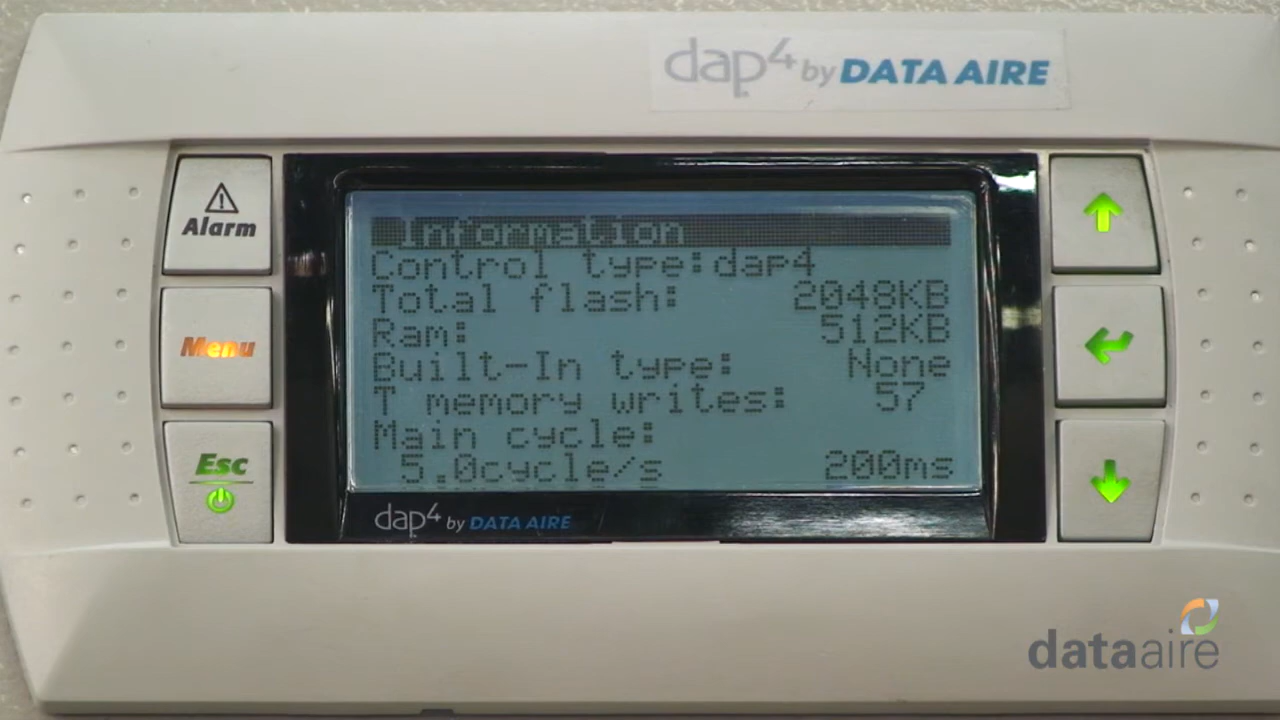 dap4 by DATA AIRE
Alarm
Menu
Esc
Information
Control type:dap4
Total flash: 2048KB
Ram: 512KB
Built-In type: None
T memory writes: 57
Main cycle:
5.0cycle/s 200ms
dap4 by DATA AIRE
dataaire